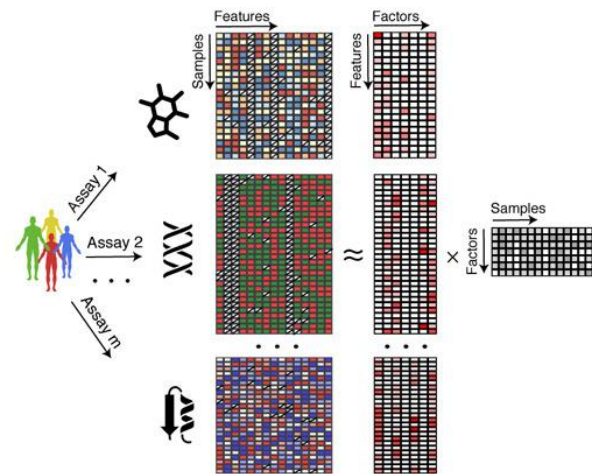 Features
Factors
Samples
Features
Assay 1
Assay 2
Assay m
. . .
≈
×
Samples
Factors
. . .
. . .